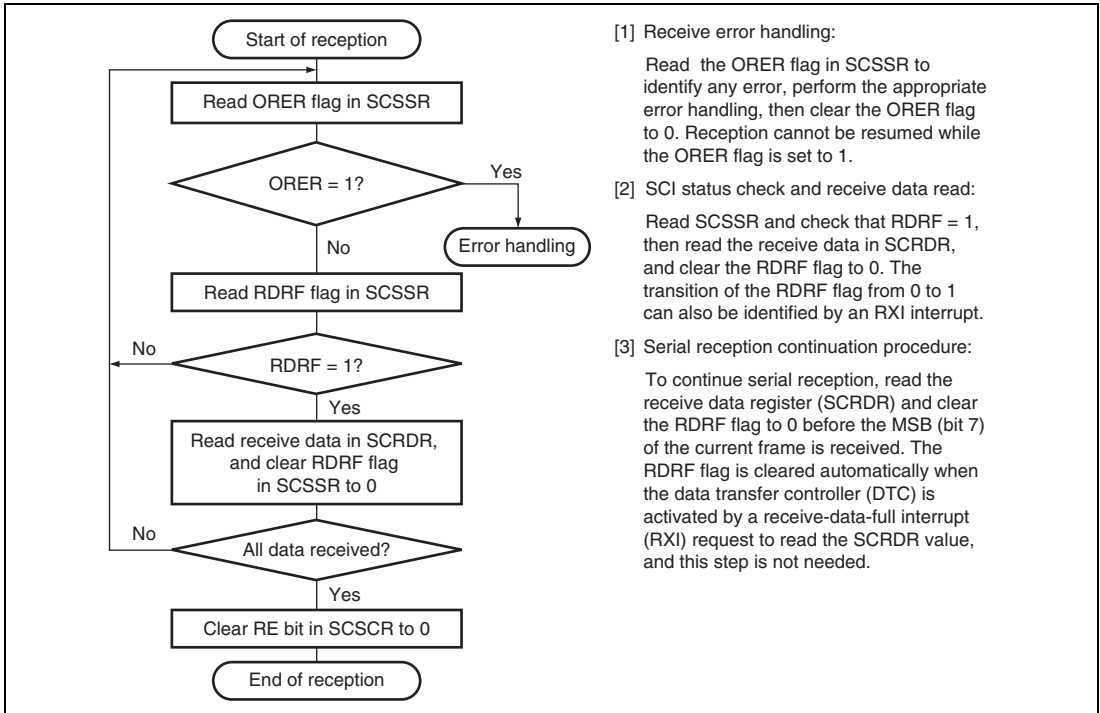 Start of reception
Read ORER flag in SCSSR
ORER = 1?
Yes
Error handling
No
Read RDRF flag in SCSSR
No
RDRF = 1?
Yes
Read receive data in SCRDR,
and clear RDRF flag
in SCSSR to 0
No
All data received?
Yes
Clear RE bit in SCSCR to 0
End of reception
[1] Receive error handling:
Read the ORER flag in SCSSR to
identify any error, perform the appropriate
error handling, then clear the ORER flag
to 0. Reception cannot be resumed while
the ORER flag is set to 1.
[2] SCI status check and receive data read:
Read SCSSR and check that RDRF = 1,
then read the receive data in SCRDR,
and clear the RDRF flag to 0. The
transition of the RDRF flag from 0 to 1
can also be identified by an RXI interrupt.
[3] Serial reception continuation procedure:
To continue serial reception, read the
receive data register (SCRDR) and clear
the RDRF flag to 0 before the MSB (bit 7)
of the current frame is received. The
RDRF flag is cleared automatically when
the data transfer controller (DTC) is
activated by a receive-data-full interrupt
(RXI) request to read the SCRDR value,
and this step is not needed.